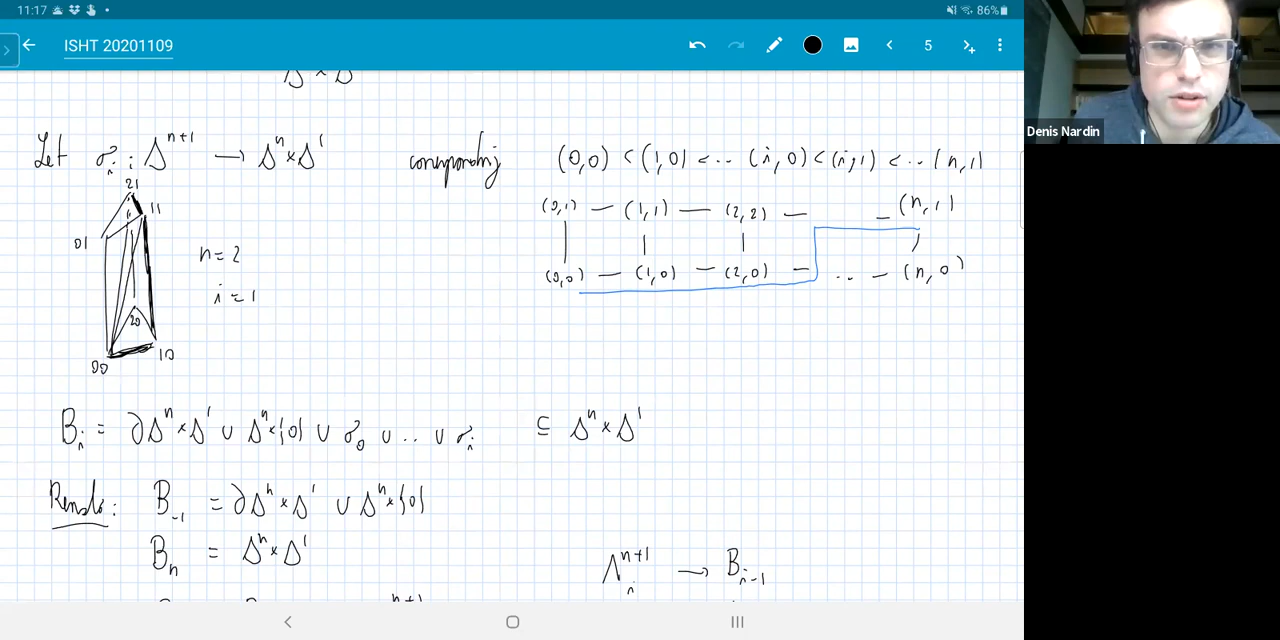 11:17 86%
ISHT 20201109 5
Δ^n × Δ^1
Let σ_i : Δ^{n+1} → Δ^n × Δ^1 corresponding (0,0) < (1,0) < ·· (i,0) < (i,1) < ·· (n,1)
(0,1) — (1,1) — (2,2) — – (n,1)
(0,0) — (1,0) — (2,0) — ·· – (n,0)
21
11
01
n=2
i=1
20
00
10
B_i = ∂Δ^n × Δ^1 ∪ Δ^n × {0} ∪ σ_0 ∪ ·· ∪ σ_i ⊆ Δ^n × Δ^1
: B_{-1} = ∂Δ^n × Δ^1 ∪ Δ^n × {0}
B_n = Δ^n × Δ^1
Λ^{n+1}_i → B_{i-1}
n+1
Denis Nardin